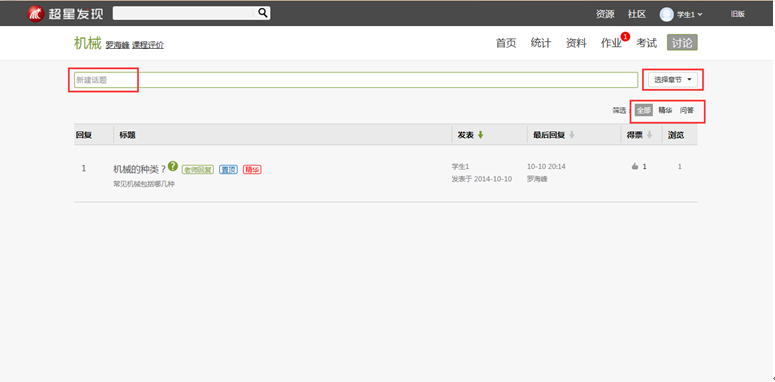 超星发现 资源 社区 学生1 旧版
机械 罗海峰 课程评价 首页 统计 资料 作业 1 考试 讨论
新建话题 选择章节
筛选 全部 精华 问答
回复 标题 发表 最后回复 得票 浏览
1 机械的种类？ ? 老师回复 置顶 精华 学生1 10-10 20:14 1 1
常见机械包括哪几种 发表于 2014-10-10 罗海峰